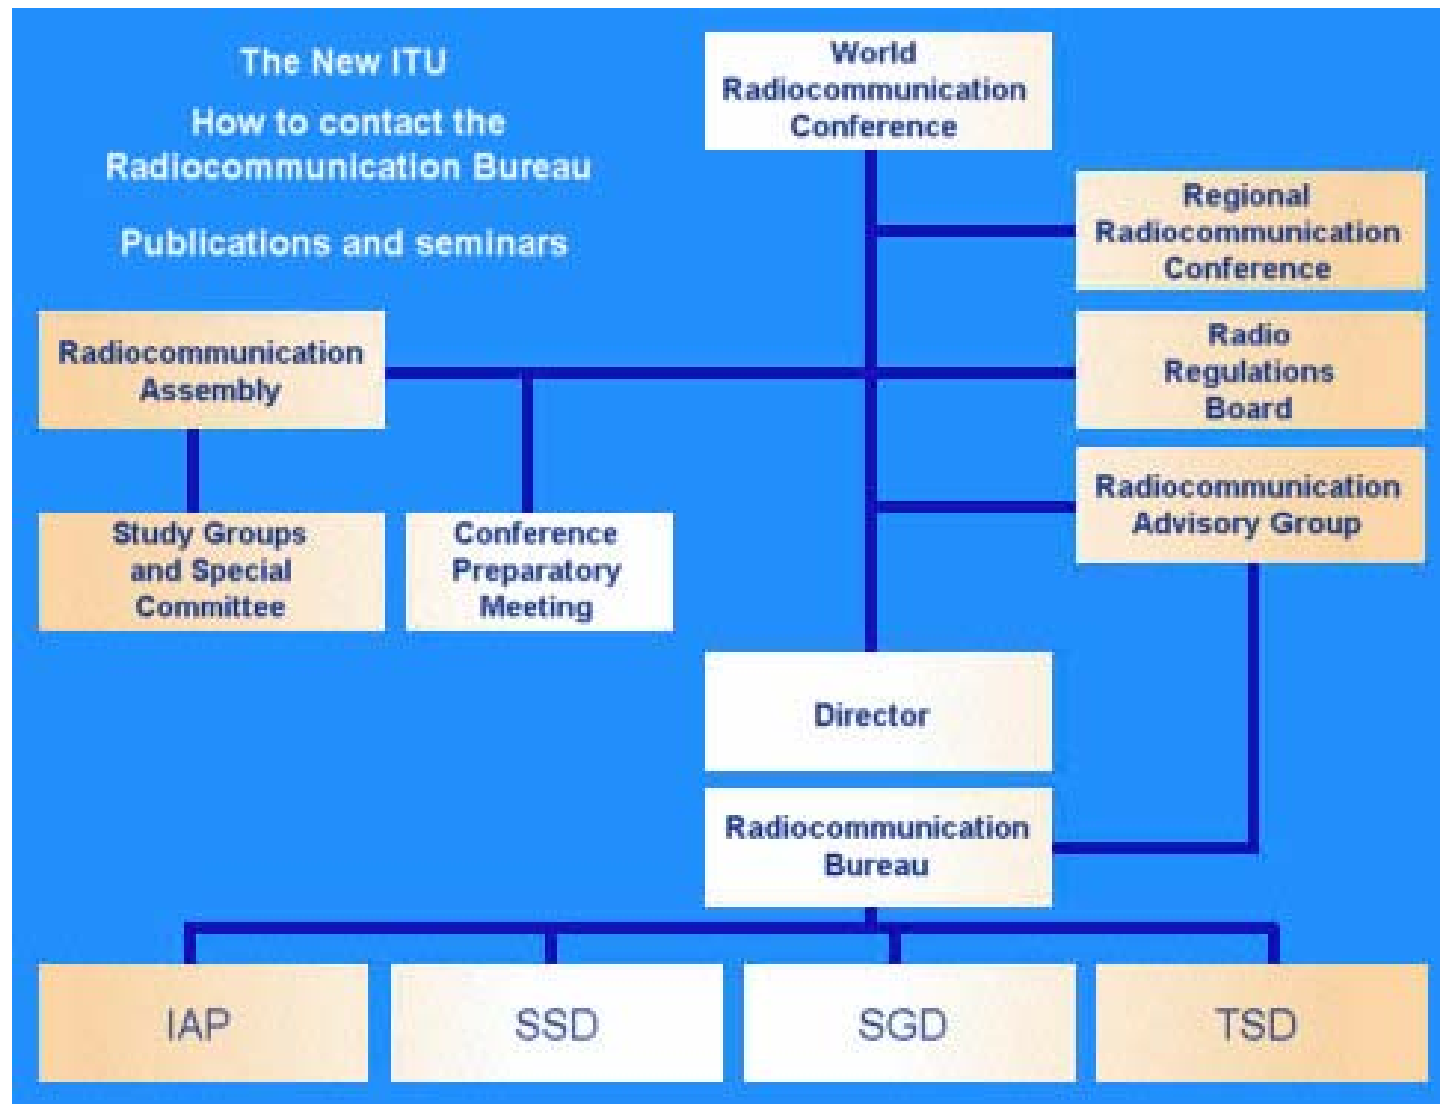 The New ITU
How to contact the
Radiocommunication Bureau
Publications and seminars
World
Radiocommunication
Conference
Regional
Radiocommunication
Conference
Radiocommunication
Assembly
Radio
Regulations
Board
Radiocommunication
Advisory Group
Study Groups
and Special
Committee
Conference
Preparatory
Meeting
Director
Radiocommunication
Bureau
IAP
SSD
SGD
TSD